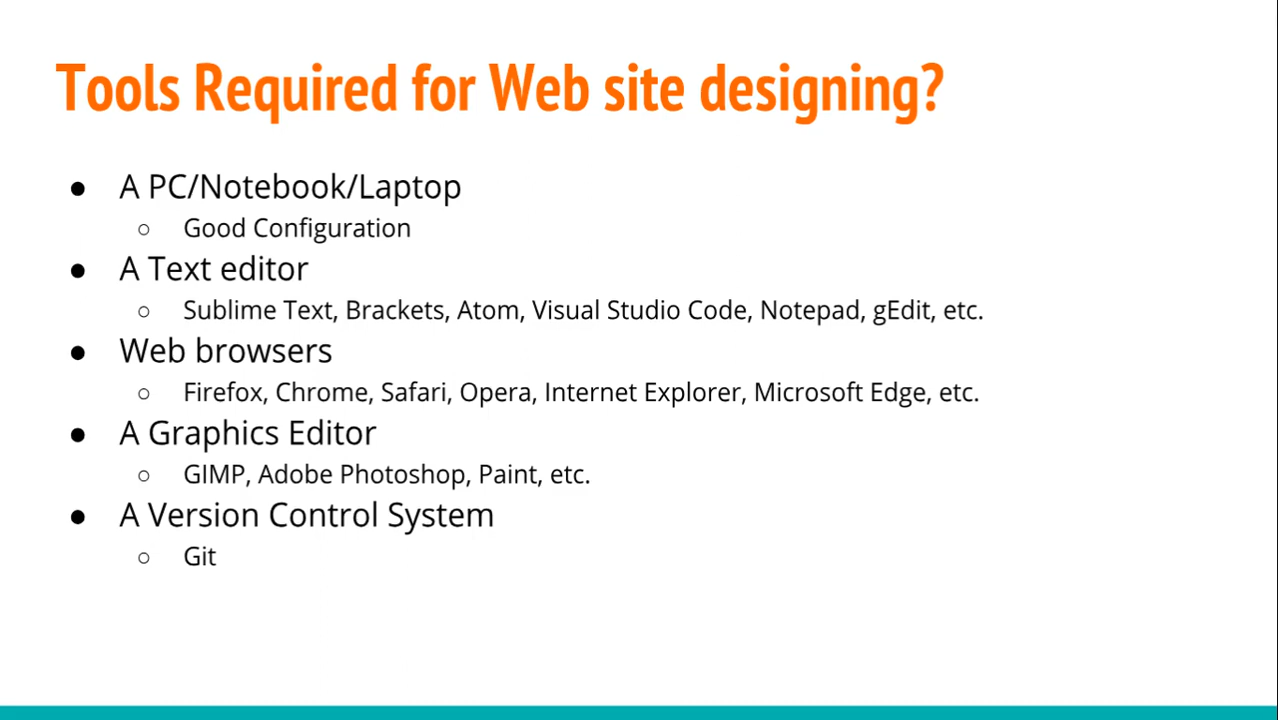 Tools Required for Web site designing?
● A PC/Notebook/Laptop
○ Good Configuration
● A Text editor
○ Sublime Text, Brackets, Atom, Visual Studio Code, Notepad, gEdit, etc.
● Web browsers
○ Firefox, Chrome, Safari, Opera, Internet Explorer, Microsoft Edge, etc.
● A Graphics Editor
○ GIMP, Adobe Photoshop, Paint, etc.
● A Version Control System
○ Git